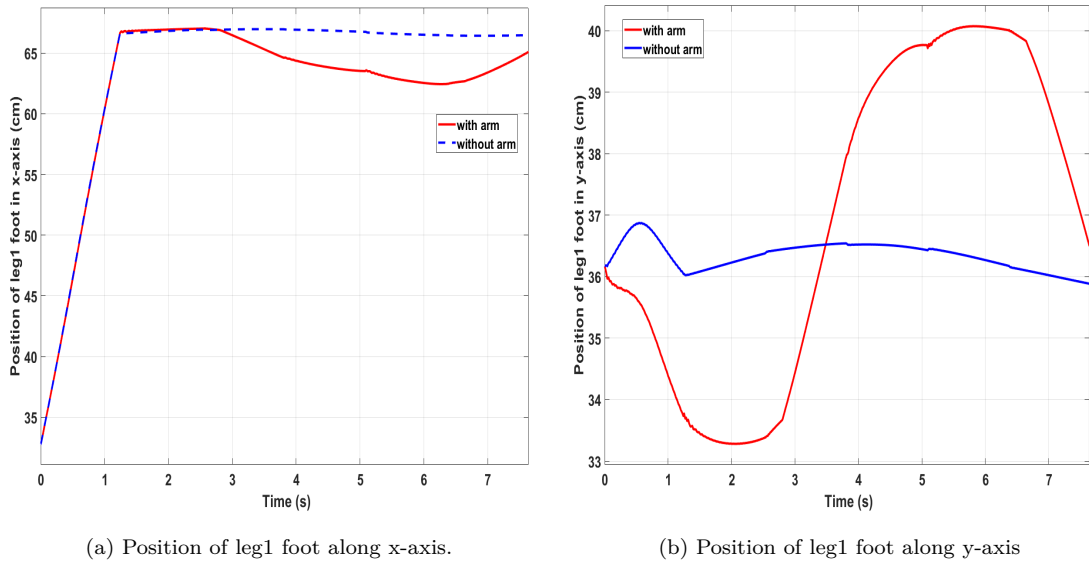 Position of leg1 foot in x-axis (cm)
65
60
55
50
45
40
35
0 1 2 3 4 5 6 7
Time (s)
with arm
without arm
(a) Position of leg1 foot along x-axis.
Position of leg1 foot in y-axis (cm)
40
39
38
37
36
35
34
33
0 1 2 3 4 5 6 7
Time (s)
with arm
without arm
(b) Position of leg1 foot along y-axis